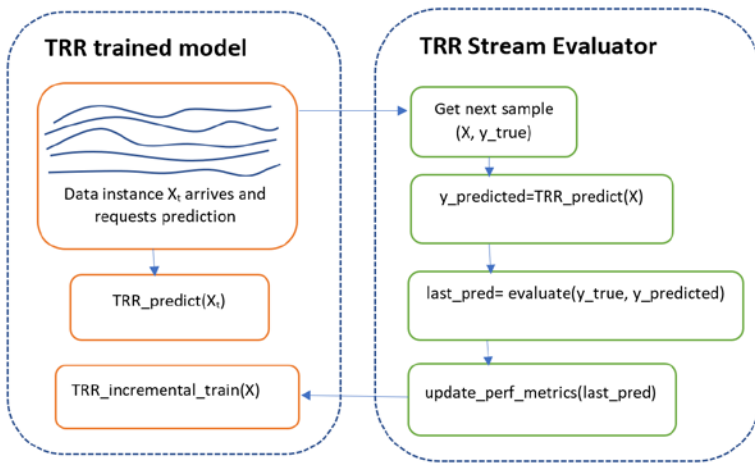 TRR trained model
Data instance Xₜ arrives and
requests prediction
TRR_predict(Xₜ)
TRR_incremental_train(X)
TRR Stream Evaluator
Get next sample
(X, y_true)
y_predicted=TRR_predict(X)
last_pred= evaluate(y_true, y_predicted)
update_perf_metrics(last_pred)